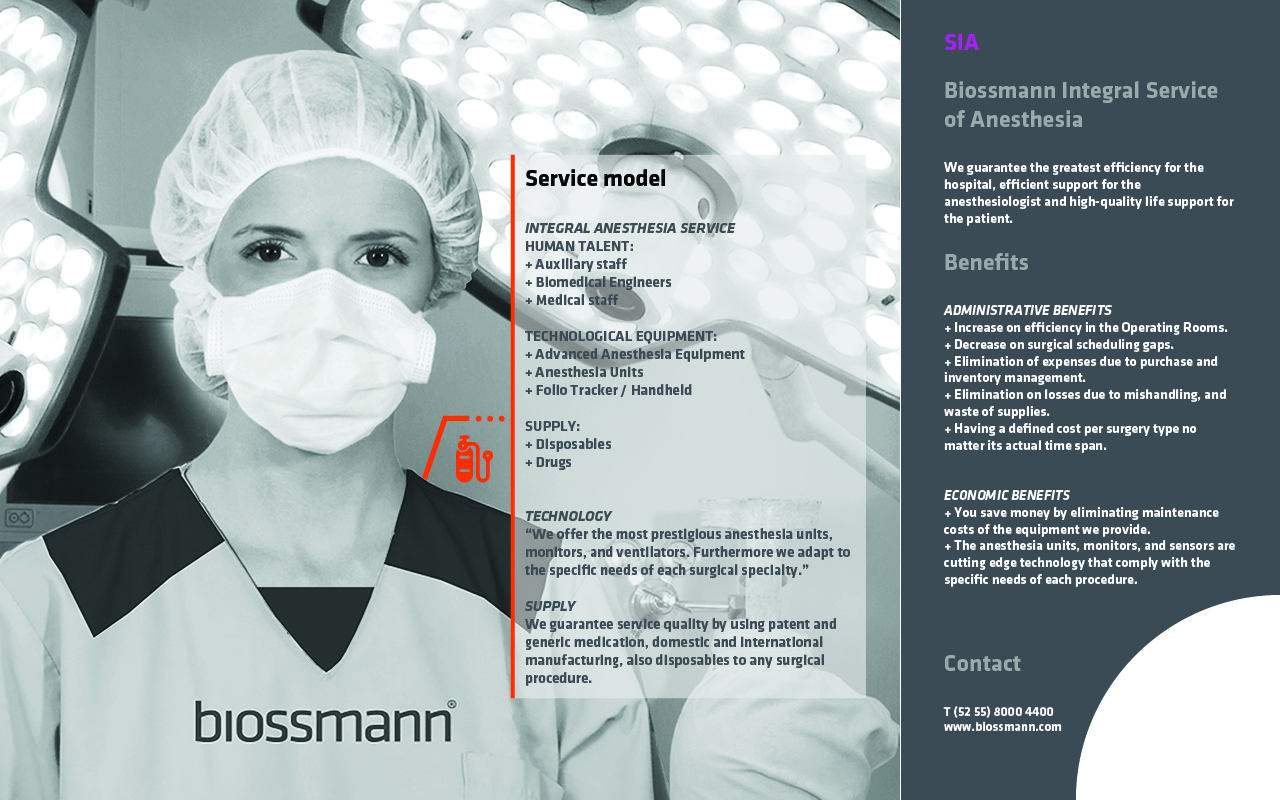 Service model
INTEGRAL ANESTHESIA SERVICE
HUMAN TALENT:
+ Auxiliary staff
+ Biomedical Engineers
+ Medical staff
TECHNOLOGICAL EQUIPMENT:
+ Advanced Anesthesia Equipment
+ Anesthesia Units
+ Folio Tracker / Handheld
SUPPLY:
+ Disposables
+ Drugs
TECHNOLOGY
“We offer the most prestigious anesthesia units,
monitors, and ventilators. Furthermore we adapt to
the specific needs of each surgical specialty.”
SUPPLY
We guarantee service quality by using patent and
generic medication, domestic and international
manufacturing, also disposables to any surgical
procedure.
biossmann®
SIA
Biossmann Integral Service
of Anesthesia
We guarantee the greatest efficiency for the
hospital, efficient support for the
anesthesiologist and high-quality life support for
the patient.
Benefits
ADMINISTRATIVE BENEFITS
+ Increase on efficiency in the Operating Rooms.
+ Decrease on surgical scheduling gaps.
+ Elimination of expenses due to purchase and
inventory management.
+ Elimination on losses due to mishandling, and
waste of supplies.
+ Having a defined cost per surgery type no
matter its actual time span.
ECONOMIC BENEFITS
+ You save money by eliminating maintenance
costs of the equipment we provide.
+ The anesthesia units, monitors, and sensors are
cutting edge technology that comply with the
specific needs of each procedure.
Contact
T (52 55) 8000 4400
www.biossmann.com